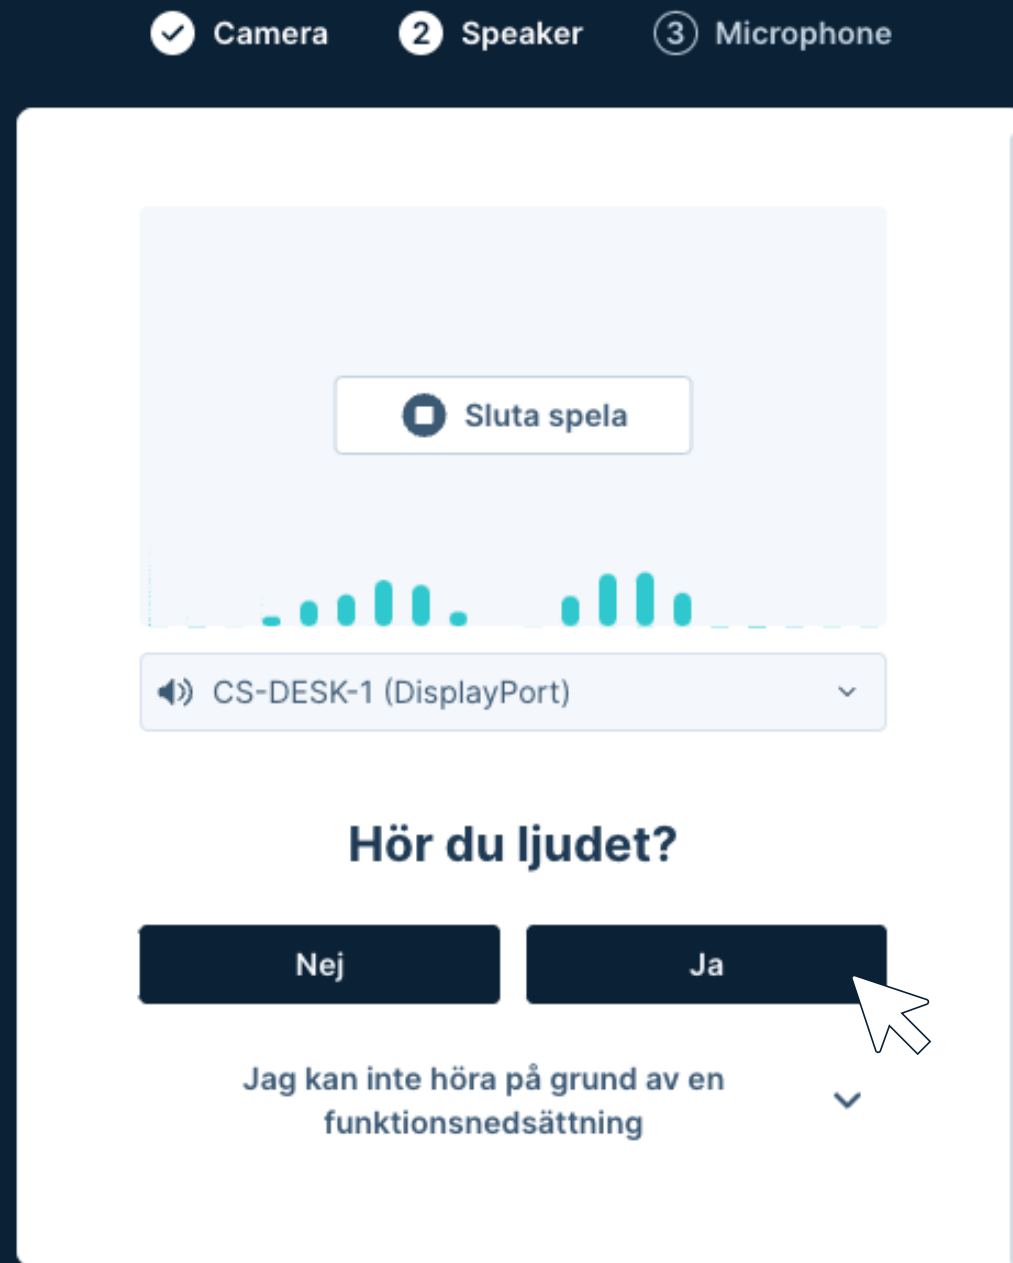 Camera
2 Speaker
3 Microphone
Sluta spela
CS-DESK-1 (DisplayPort)
Hör du ljudet?
Nej
Ja
Jag kan inte höra på grund av en
funktionsnedsättning